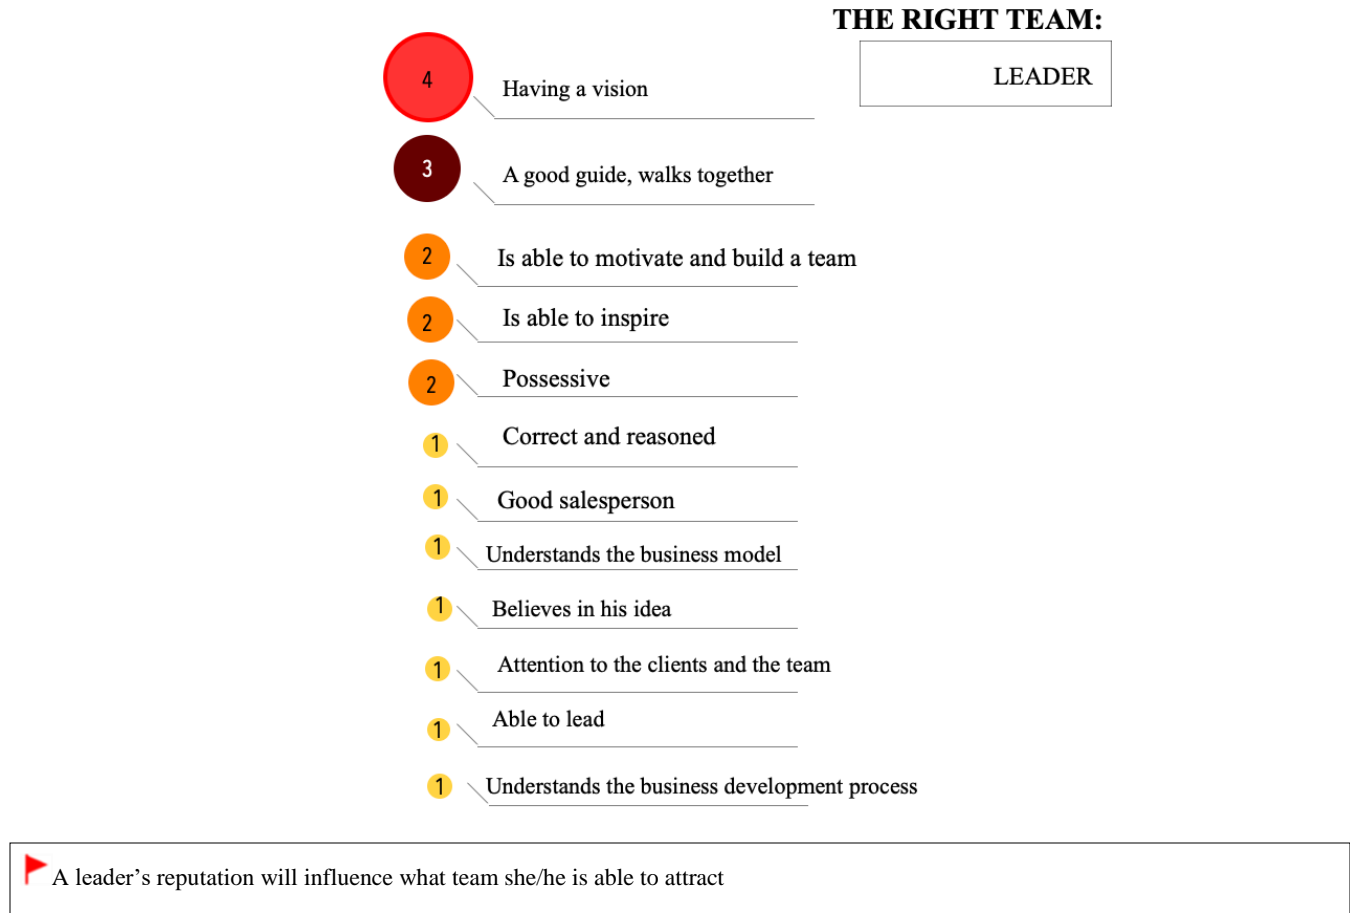 THE RIGHT TEAM:
LEADER
4 Having a vision
3 A good guide, walks together
2 Is able to motivate and build a team
2 Is able to inspire
2 Possessive
1 Correct and reasoned
1 Good salesperson
1 Understands the business model
1 Believes in his idea
1 Attention to the clients and the team
1 Able to lead
1 Understands the business development process
A leader’s reputation will influence what team she/he is able to attract